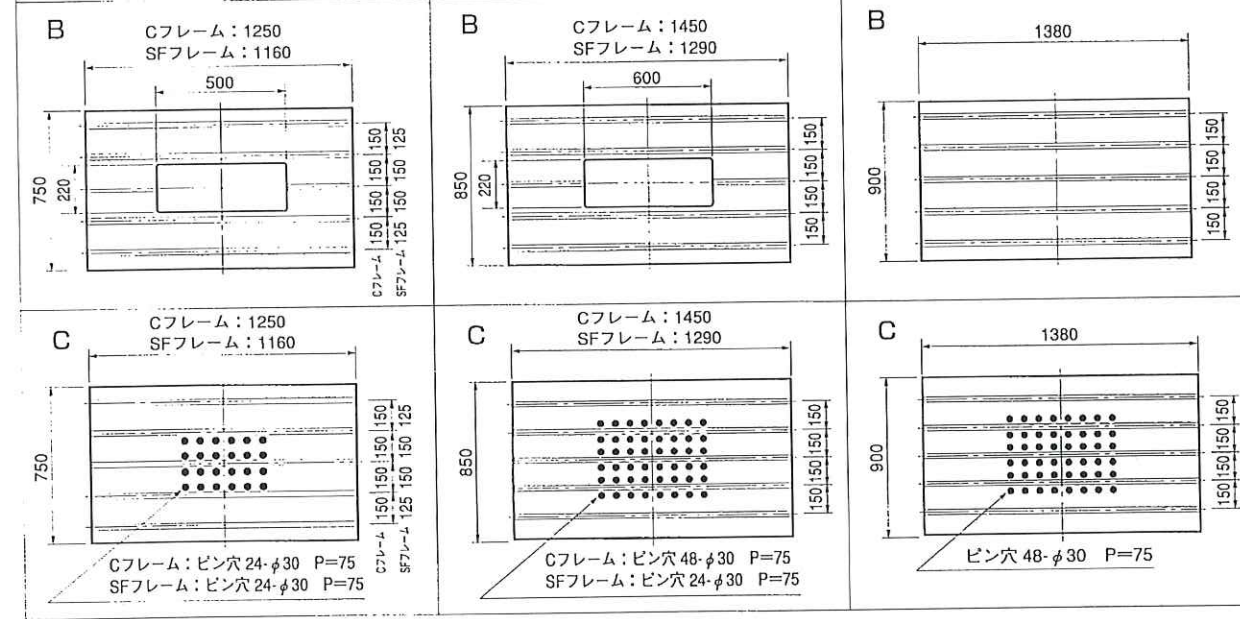 B
Cフレーム：1250
SFフレーム：1160
500
750
220
150 125
150 150
150 150
150 125
Cフレーム
SFフレーム
B
Cフレーム：1450
SFフレーム：1290
600
850
220
150
150
150
150
B
1380
900
150
150
150
150
C
Cフレーム：1250
SFフレーム：1160
750
150 125
150 150
150 150
150 125
Cフレーム
SFフレーム
Cフレーム：ピン穴 24-φ30 P=75
SFフレーム：ピン穴 24-φ30 P=75
C
Cフレーム：1450
SFフレーム：1290
850
150
150
150
150
Cフレーム：ピン穴 48-φ30 P=75
SFフレーム：ピン穴 24-φ30 P=75
C
1380
900
150
150
150
150
ピン穴 48-φ30 P=75